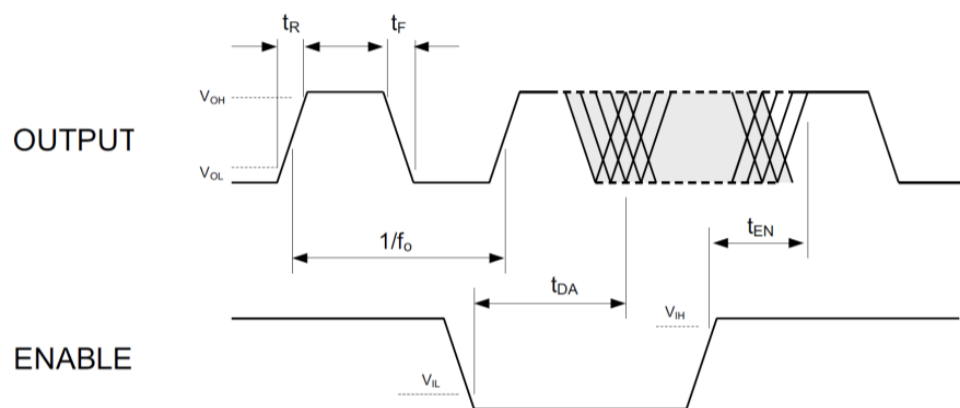 tR
tF
VOH
OUTPUT
VOL
1/fo
tEN
tDA
VIH
ENABLE
VIL